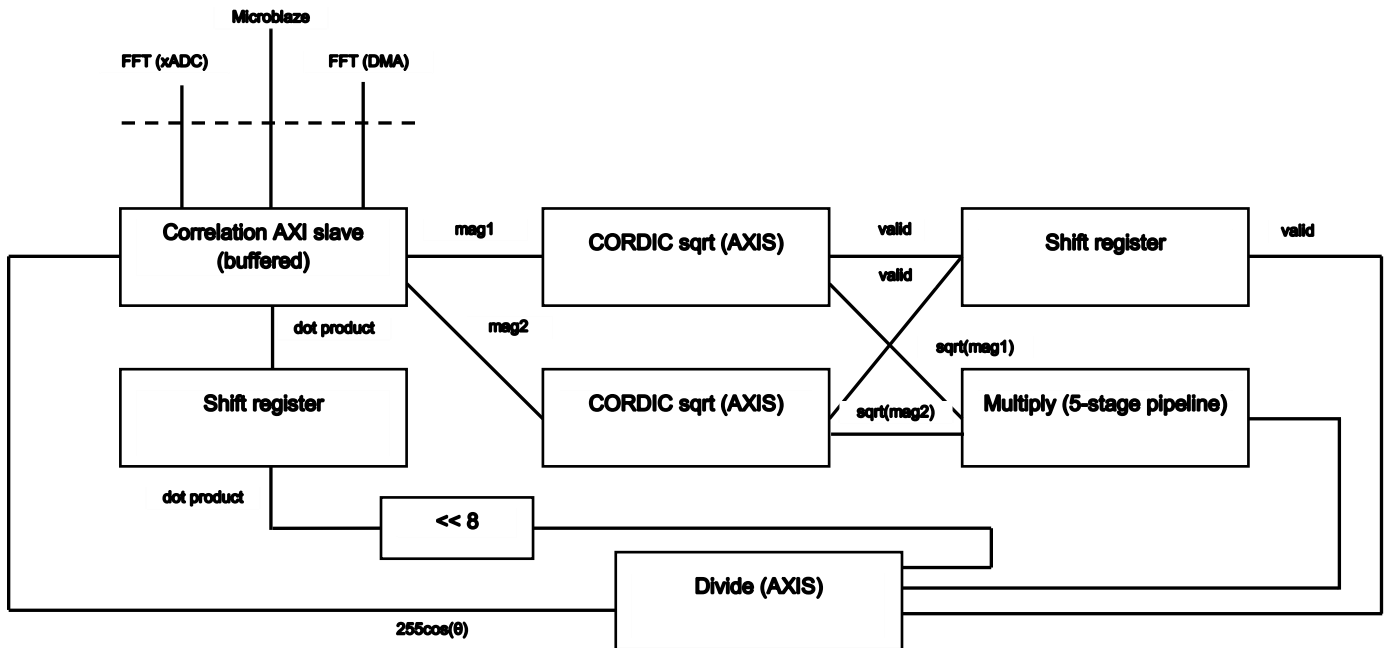 Microblaze
FFT (xADC)
FFT (DMA)
Correlation AXI slave
(buffered)
mag1
CORDIC sqrt (AXIS)
valid
valid
Shift register
valid
dot product
mag2
sqrt(mag1)
Shift register
CORDIC sqrt (AXIS)
sqrt(mag2)
Multiply (5-stage pipeline)
dot product
<< 8
Divide (AXIS)
255cos(θ)